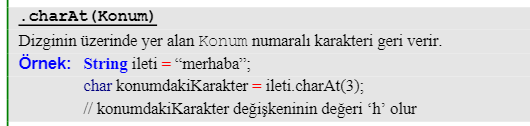 .charAt(Konum)
Dizginin üzerinde yer alan Konum numaralı karakteri geri verir.
Örnek: String ileti = “merhaba”;
char konumdakiKarakter = ileti.charAt(3);
// konumdakiKarakter değişkeninin değeri ‘h’ olur